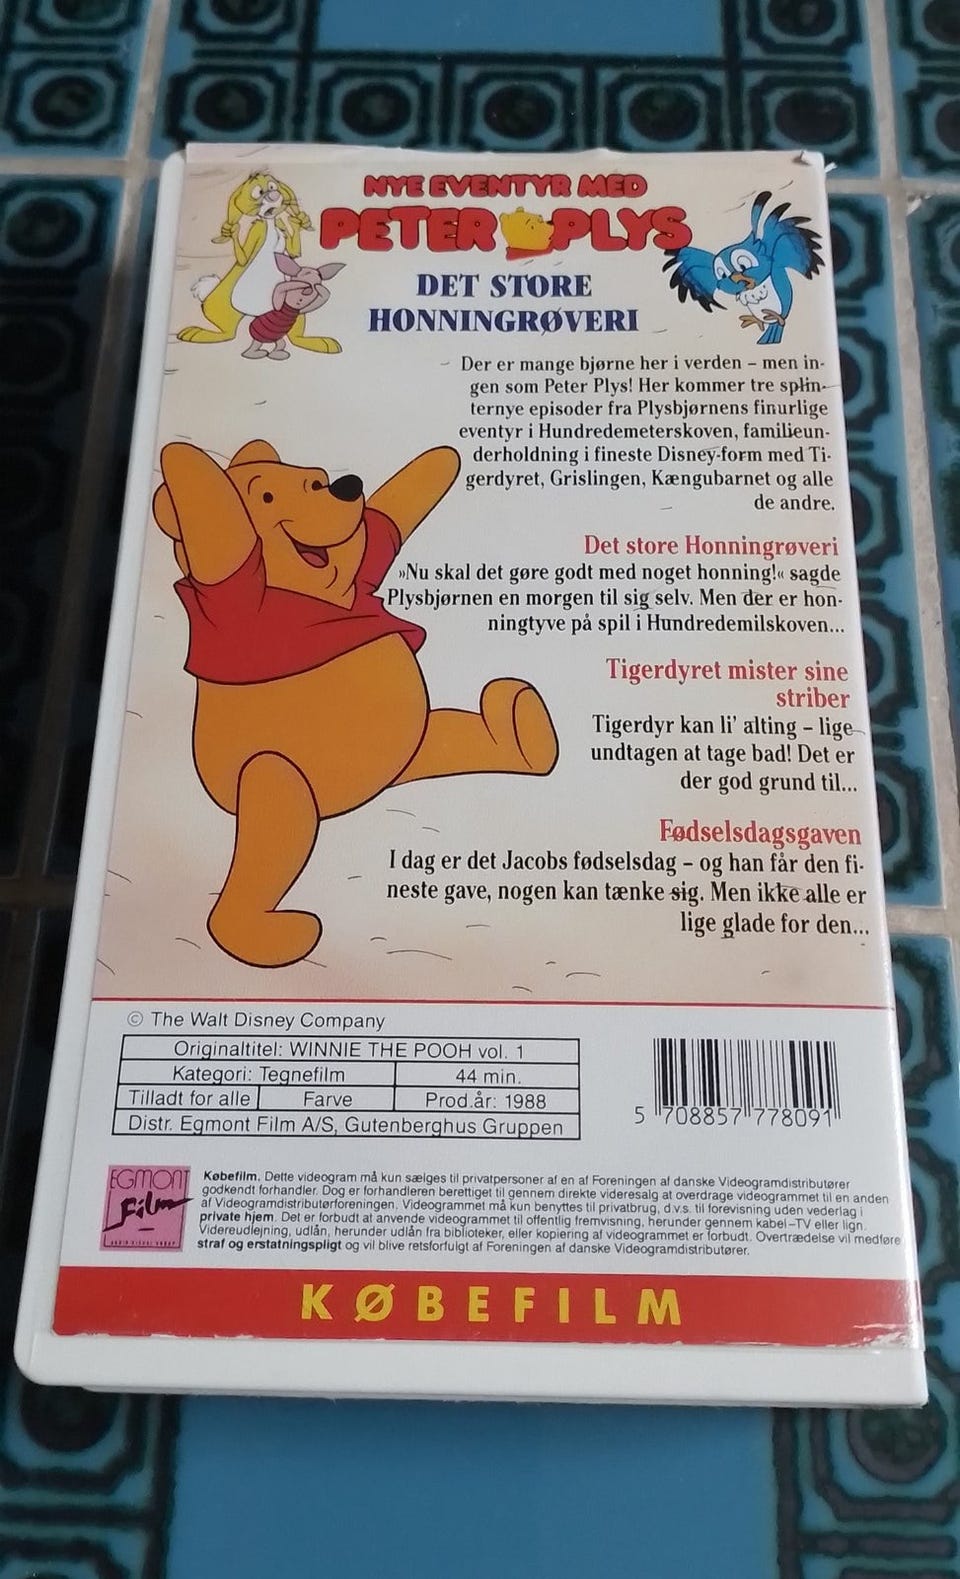 NYE EVENTYR MED
PETER PLYS
DET STORE
HONNINGRØVERI
Der er mange bjørne her i verden – men in-
gen som Peter Plys! Her kommer tre splin-
ternye episoder fra Plysbjørnens finurlige
eventyr i Hundredemeterskoven, familieun-
derholdning i fineste Disney-form med Ti-
gerdyret, Grislingen, Kængubarnet og alle
de andre.
Det store Honningrøveri
»Nu skal det gøre godt med noget honning!« sagde
Plysbjørnen en morgen til sig selv. Men der er hon-
ningtyve på spil i Hundredemilskoven...
Tigerdyret mister sine
striber
Tigerdyr kan li' alting – lige
undtagen at tage bad! Det er
der god grund til...
Fødselsdagsgaven
I dag er det Jacobs fødselsdag – og han får den fi-
neste gave, nogen kan tænke sig. Men ikke alle er
lige glade for den...
© The Walt Disney Company
Originaltitel: WINNIE THE POOH vol. 1
Kategori: Tegnefilm 44 min.
Tilladt for alle Farve Prod.år: 1988
Distr. Egmont Film A/S, Gutenberghus Gruppen
5 708857 778091
EGMONT
Film
Købefilm. Dette videogram må kun sælges til privatpersoner af en af Foreningen af danske Videogramdistributører
godkendt forhandler. Dog er forhandleren berettiget til gennem direkte videresalg at overdrage videogrammet til en anden
af Videogramdistributørforeningen. Videogrammet må kun benyttes til privatbrug, d.v.s. til forevisning uden vederlag i
private hjem. Det er forbudt at anvende videogrammet til offentlig fremvisning, herunder gennem kabel-TV eller lign.
Videreudlejning, udlån, herunder udlån fra biblioteker, eller kopiering af videogrammet er forbudt. Overtrædelse vil medføre
straf og erstatningspligt og vil blive retsforfulgt af Foreningen af danske Videogramdistributører.
KØBEFILM